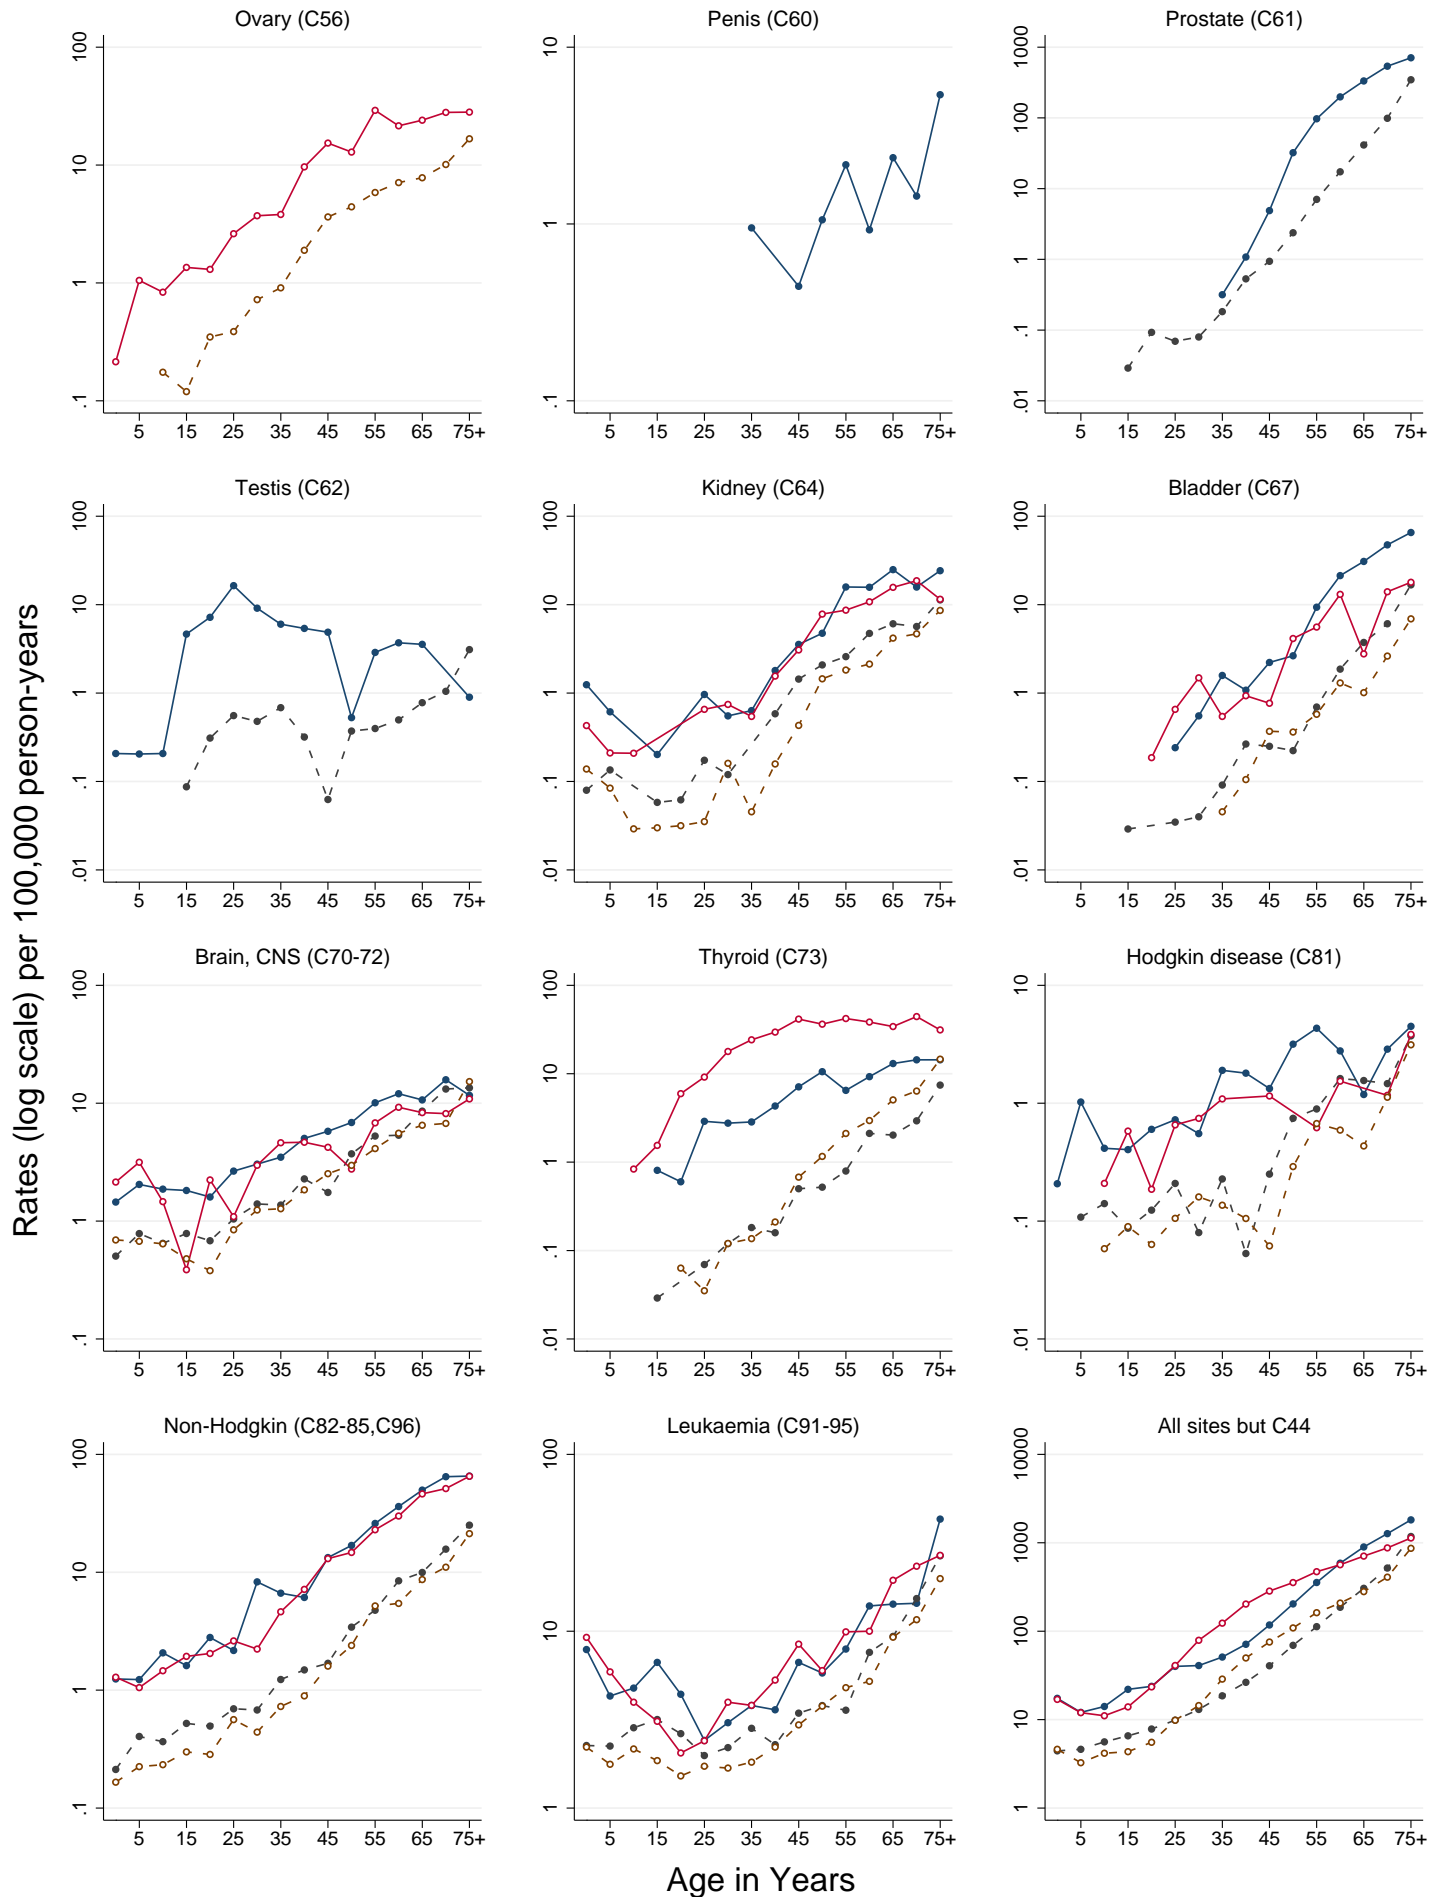 Ovary (C56)
Penis (C60)
Prostate (C61)
100
10
1
.1
10
1
.1
1000
100
10
1
.1
.01
5 15 25 35 45 55 65 75+
5 15 25 35 45 55 65 75+
5 15 25 35 45 55 65 75+
Testis (C62)
Kidney (C64)
Bladder (C67)
100
10
1
.1
.01
100
10
1
.1
.01
100
10
1
.1
.01
5 15 25 35 45 55 65 75+
5 15 25 35 45 55 65 75+
5 15 25 35 45 55 65 75+
Rates (log scale) per 100,000 person-years
Brain, CNS (C70-72)
Thyroid (C73)
Hodgkin disease (C81)
100
10
1
.1
100
10
1
.1
.01
10
1
.1
.01
5 15 25 35 45 55 65 75+
5 15 25 35 45 55 65 75+
5 15 25 35 45 55 65 75+
Non-Hodgkin (C82-85,C96)
Leukaemia (C91-95)
All sites but C44
100
10
1
.1
100
10
1
10000
1000
100
10
1
5 15 25 35 45 55 65 75+
5 15 25 35 45 55 65 75+
5 15 25 35 45 55 65 75+
Age in Years